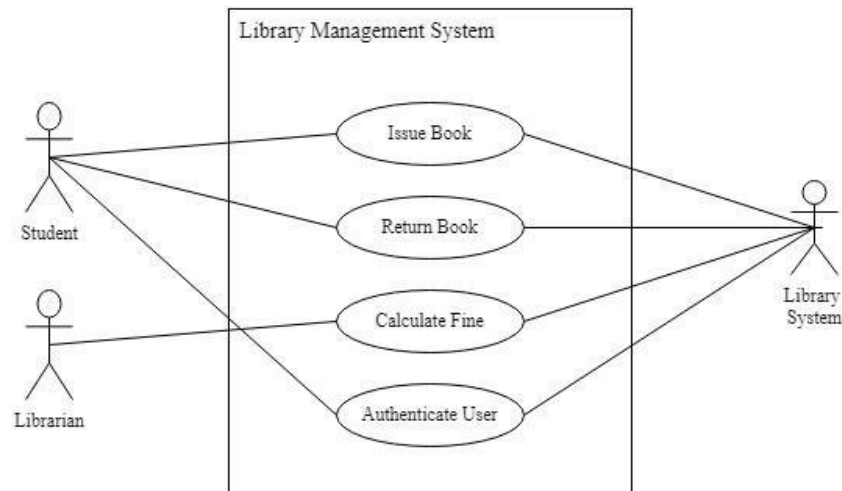 Library Management System
Issue Book
Student
Return Book
Library
System
Calculate Fine
Librarian
Authenticate User